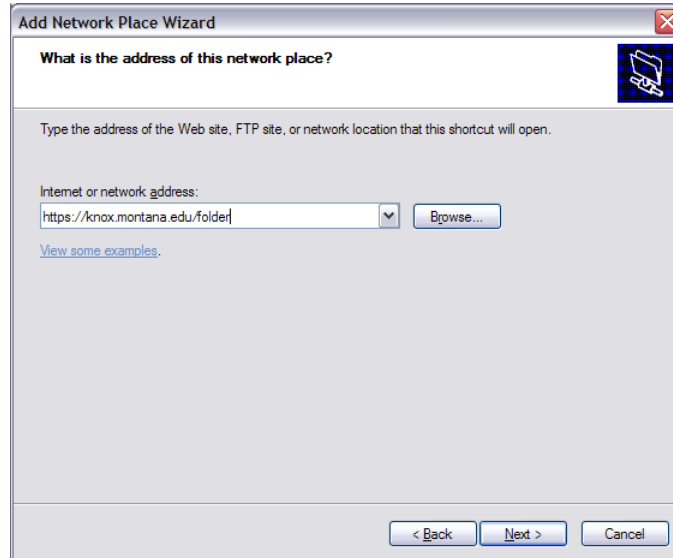 Add Network Place Wizard
What is the address of this network place?
Type the address of the Web site, FTP site, or network location that this shortcut will open.
Internet or network address:
https://knox.montana.edu/folder
Browse...
View some examples.
< Back
Next >
Cancel